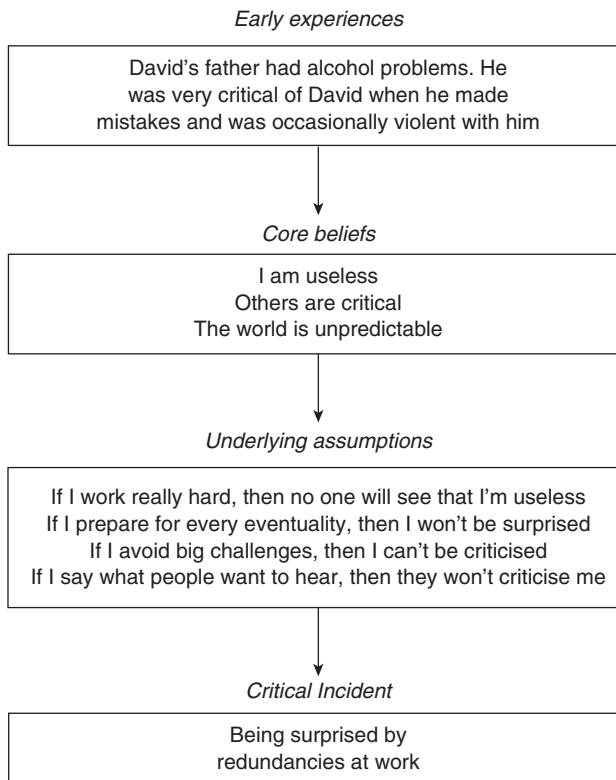 Early experiences
David's father had alcohol problems. He
was very critical of David when he made
mistakes and was occasionally violent with him
Core beliefs
I am useless
Others are critical
The world is unpredictable
Underlying assumptions
If I work really hard, then no one will see that I'm useless
If I prepare for every eventuality, then I won't be surprised
If I avoid big challenges, then I can't be criticised
If I say what people want to hear, then they won't criticise me
Critical Incident
Being surprised by
redundancies at work